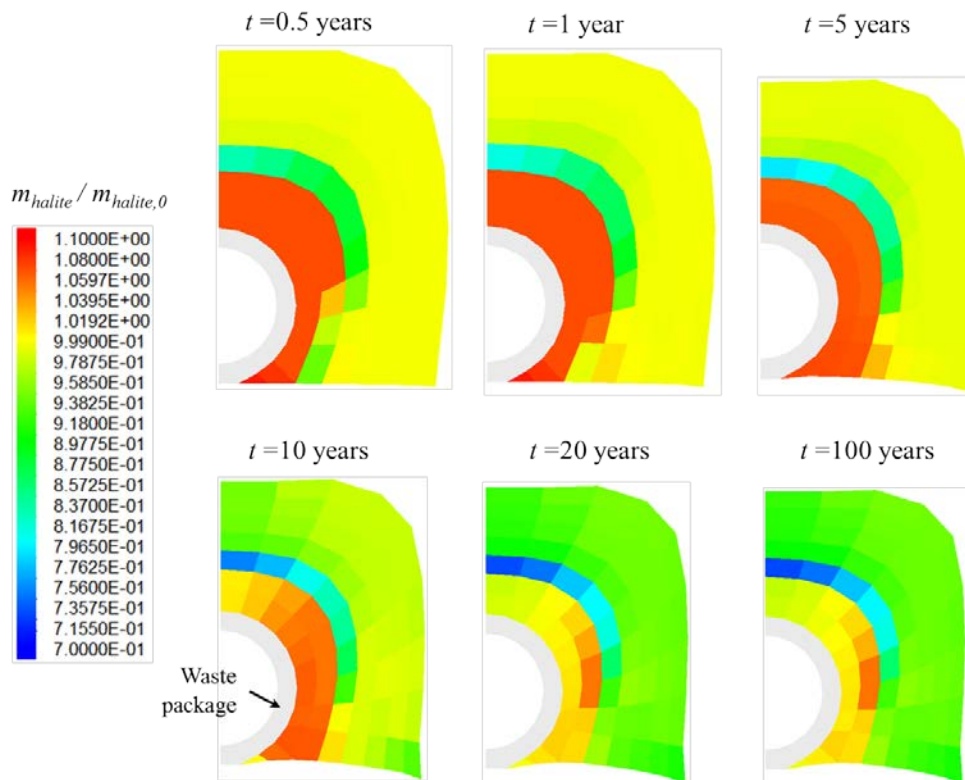 t =0.5 years
t =1 year
t =5 years
m_halite / m_halite,0
1.1000E+00
1.0800E+00
1.0597E+00
1.0395E+00
1.0192E+00
9.9900E-01
9.7875E-01
9.5850E-01
9.3825E-01
9.1800E-01
8.9775E-01
8.7750E-01
8.5725E-01
8.3700E-01
8.1675E-01
7.9650E-01
7.7625E-01
7.5600E-01
7.3575E-01
7.1550E-01
7.0000E-01
t =10 years
t =20 years
t =100 years
Waste
package